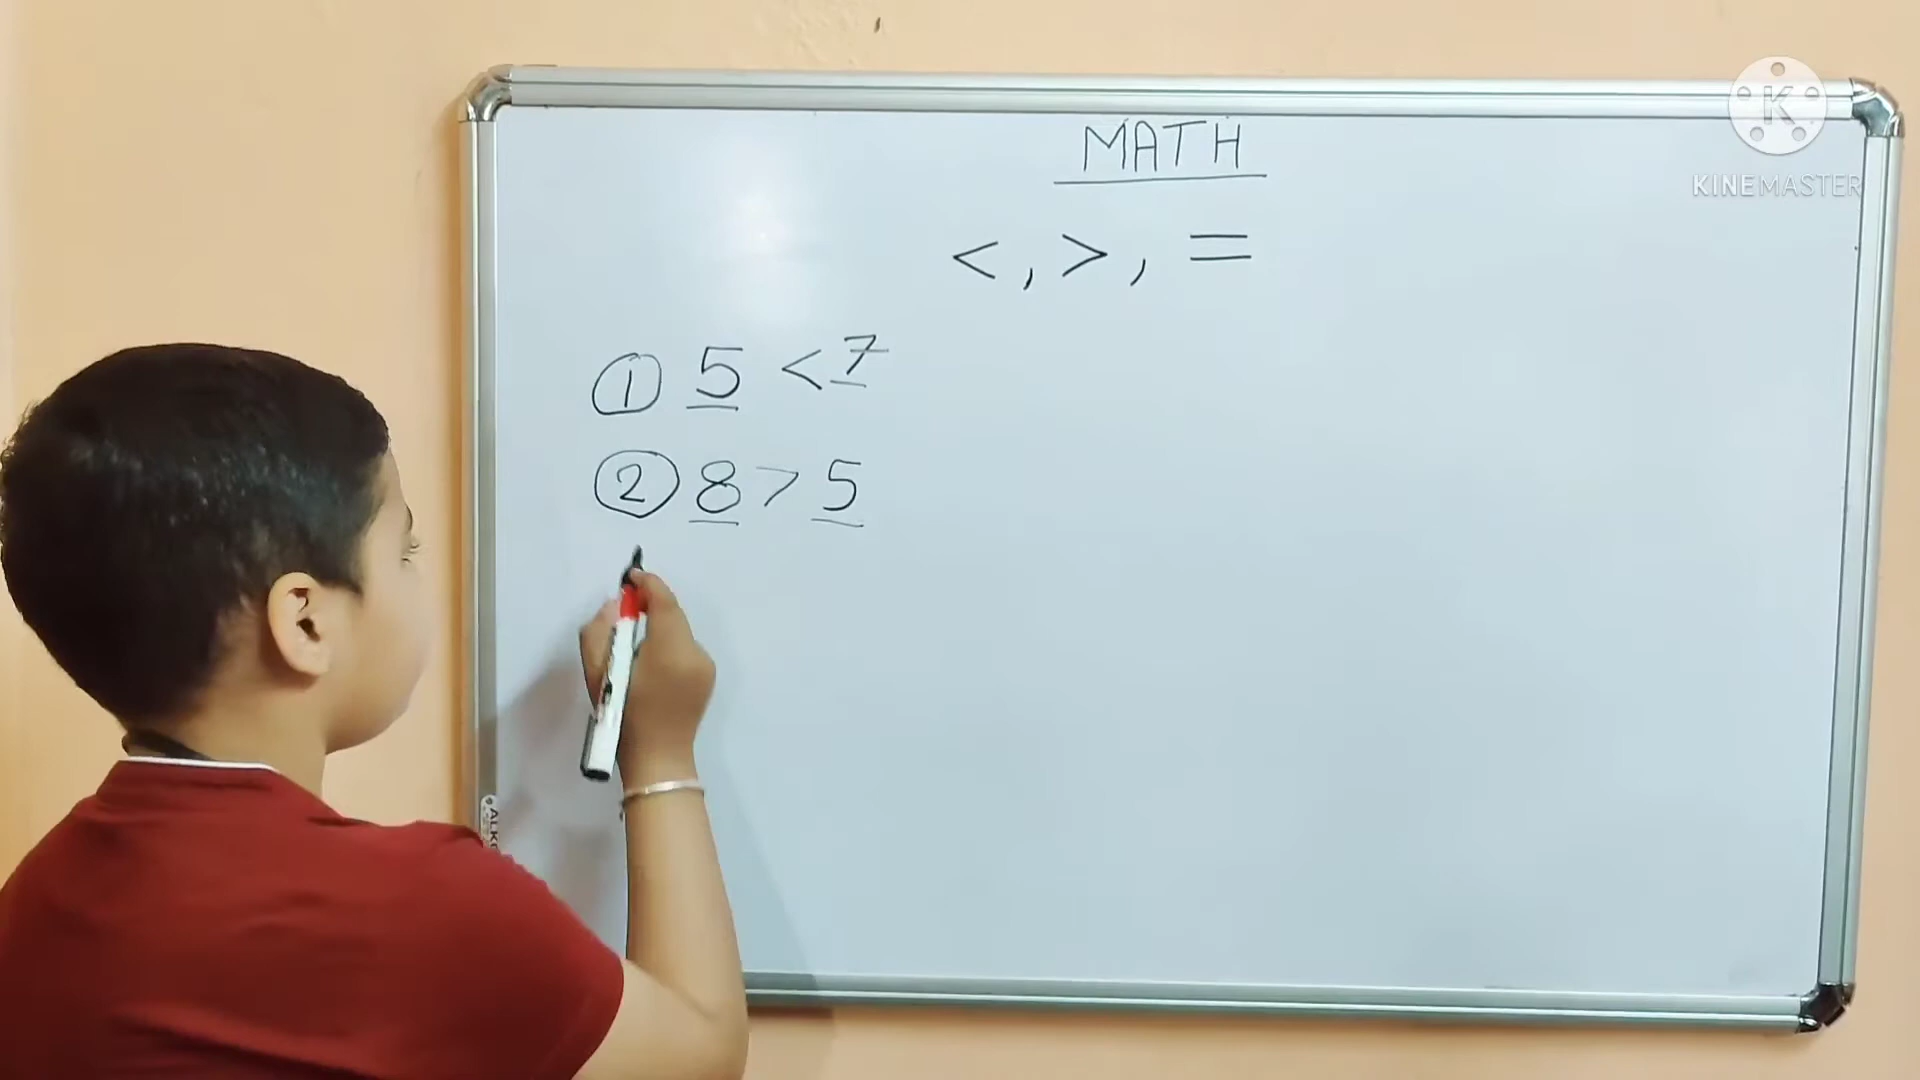 MATH
<, >, =
① 5 < 7
② 8 > 5
K
KINEMASTER